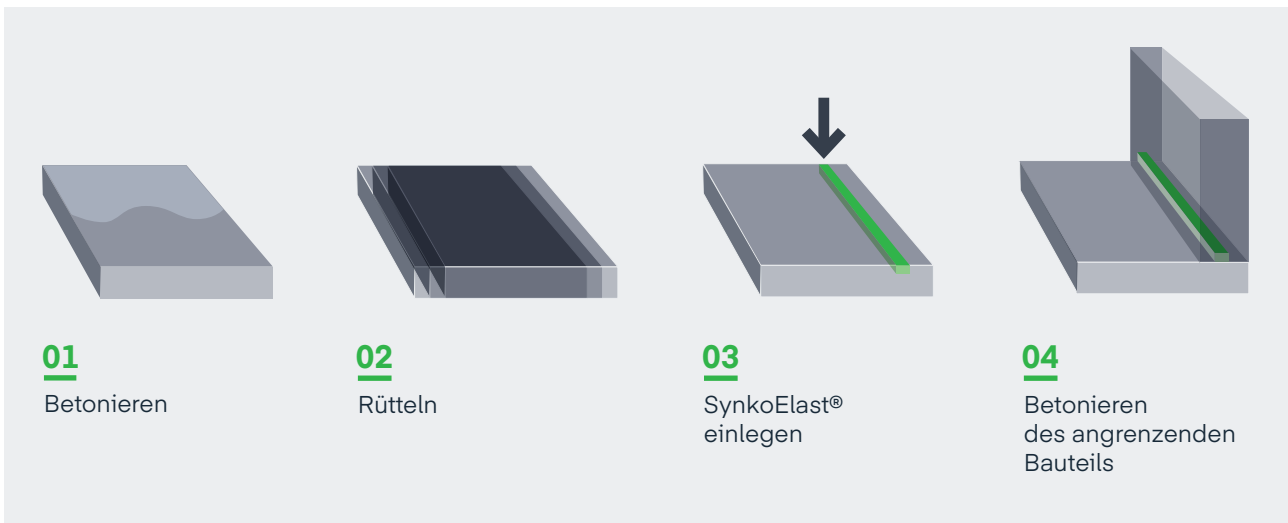 01
Betonieren
02
Rütteln
03
SynkoElast®
einlegen
04
Betonieren
des angrenzenden
Bauteils